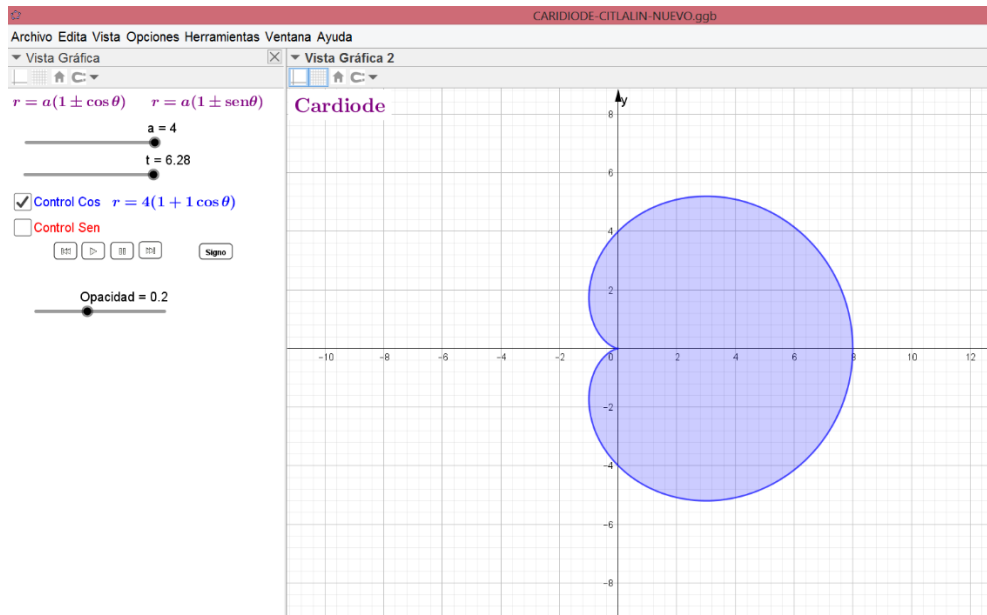 CARIDIODE-CITLALIN-NUEVO.ggb
Archivo Edita Vista Opciones Herramientas Ventana Ayuda
Vista Gráfica
Vista Gráfica 2
r = a(1 ± cos θ) r = a(1 ± senθ)
a = 4
t = 6.28
Control Cos r = 4(1 + 1 cos θ)
Control Sen
Signo
Opacidad = 0.2
Cardiode
y
8
6
4
2
-10 -8 -6 -4 -2 0 2 4 6 8 10 12
-2
-4
-6
-8